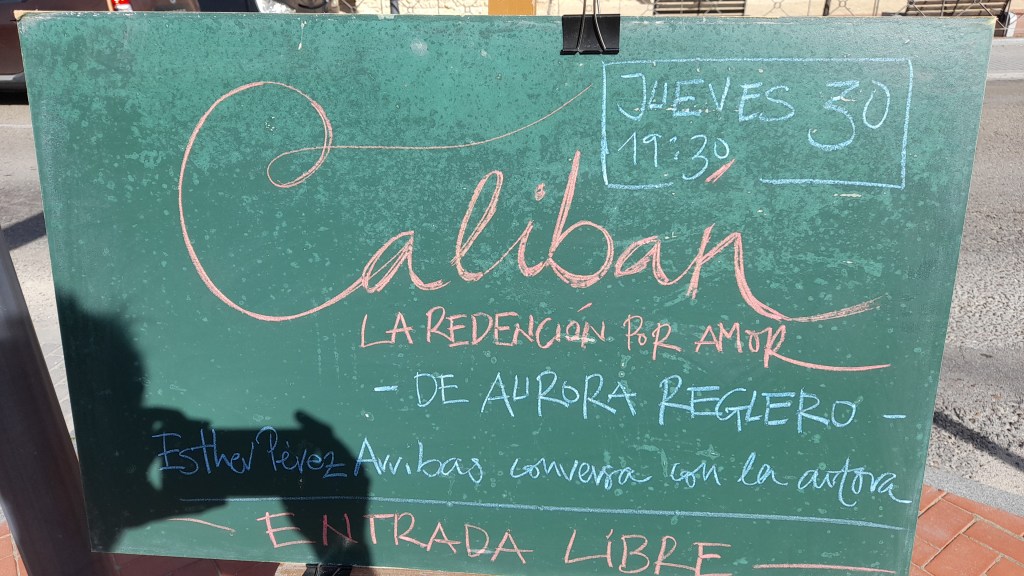 JUEVES 30
19:30
Calibán
LA REDENCIÓN POR AMOR
- DE AURORA REGLERO -
Esther Pérez Arribas conversa con la autora
ENTRADA LIBRE